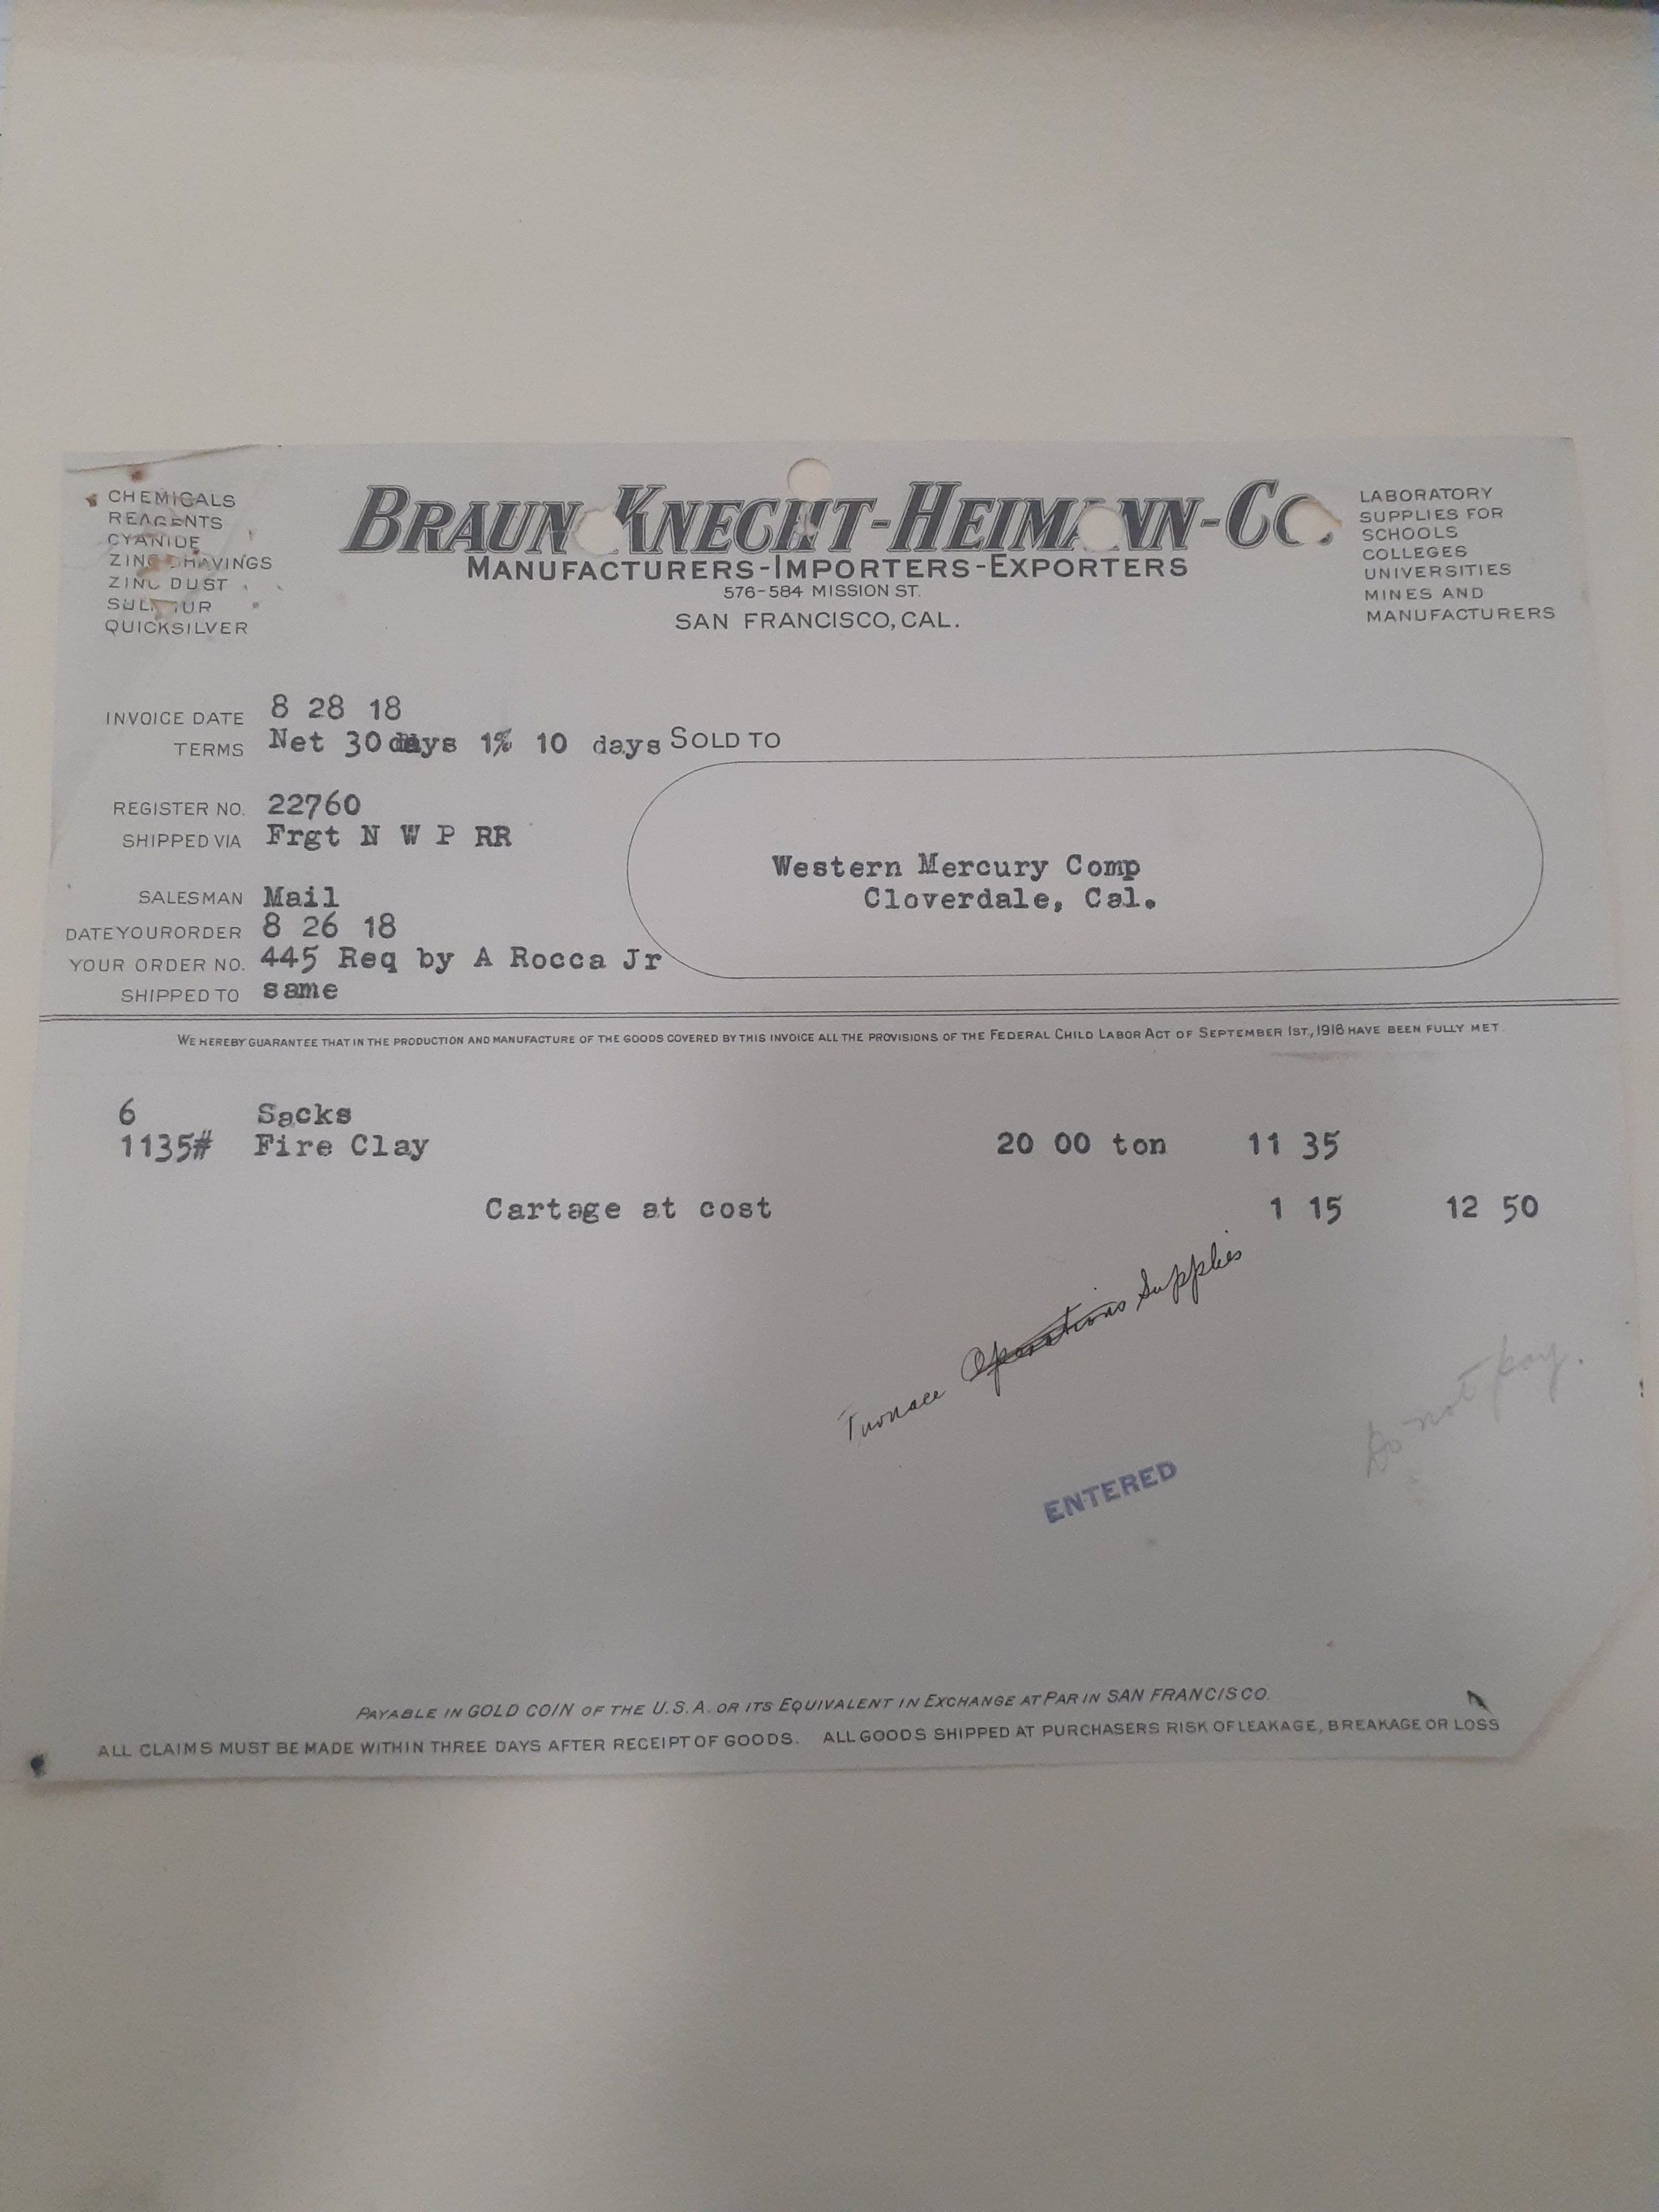 CHEMICALS
REAGENTS
CYANIDE
ZINC SHAVINGS
ZINC DUST
SULPHUR
QUICKSILVER
BRAUN-KNECHT-HEIMANN-CO.
MANUFACTURERS-IMPORTERS-EXPORTERS
576-584 MISSION ST.
SAN FRANCISCO, CAL.
LABORATORY
SUPPLIES FOR
SCHOOLS
COLLEGES
UNIVERSITIES
MINES AND
MANUFACTURERS
INVOICE DATE 8 28 18
TERMS Net 30 days 1% 10 days
REGISTER NO. 22760
SHIPPED VIA Frgt N W P RR
SALESMAN Mail
DATE YOUR ORDER 8 26 18
YOUR ORDER NO. 445 Req by A Rocca Jr
SHIPPED TO same
SOLD TO
Western Mercury Comp
Cloverdale, Cal.
WE HEREBY GUARANTEE THAT IN THE PRODUCTION AND MANUFACTURE OF THE GOODS COVERED BY THIS INVOICE ALL THE PROVISIONS OF THE FEDERAL CHILD LABOR ACT OF SEPTEMBER 1ST., 1916 HAVE BEEN FULLY MET
6 Sacks
1135# Fire Clay 20 00 ton 11 35
Cartage at cost 1 15 12 50
Furnace Operations Supplies
Do not pay.
ENTERED
PAYABLE IN GOLD COIN OF THE U.S.A. OR ITS EQUIVALENT IN EXCHANGE AT PAR IN SAN FRANCISCO.
ALL CLAIMS MUST BE MADE WITHIN THREE DAYS AFTER RECEIPT OF GOODS. ALL GOODS SHIPPED AT PURCHASERS RISK OF LEAKAGE, BREAKAGE OR LOSS